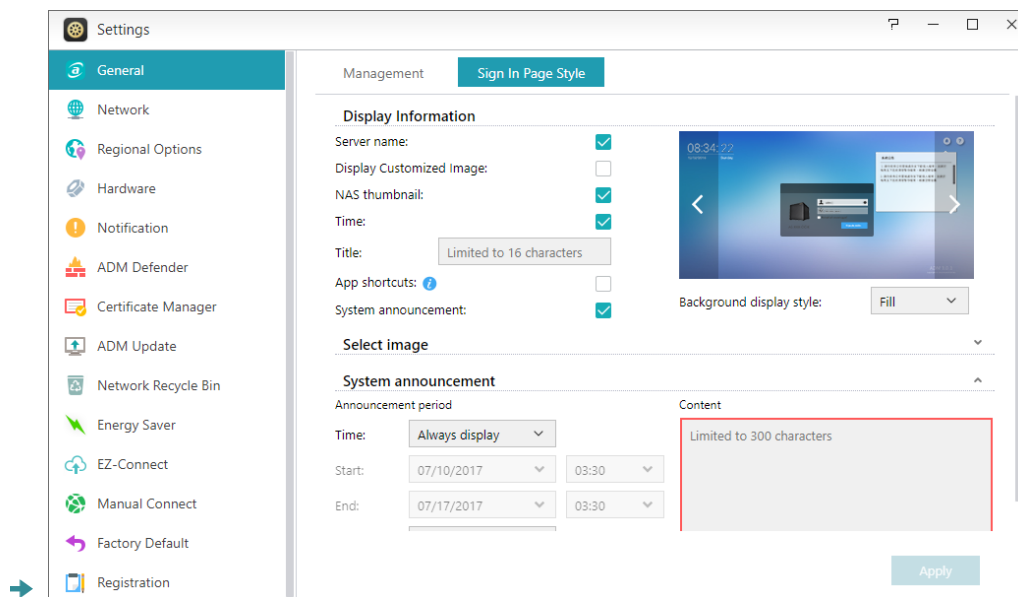 Settings
General
Network
Regional Options
Hardware
Notification
ADM Defender
Certificate Manager
ADM Update
Network Recycle Bin
Energy Saver
EZ-Connect
Manual Connect
Factory Default
Registration
Management
Sign In Page Style
Display Information
Server name:
Display Customized Image:
NAS thumbnail:
Time:
Title: Limited to 16 characters
App shortcuts:
System announcement:
08:34:22
Background display style: Fill
Select image
System announcement
Announcement period
Time: Always display
Start: 07/10/2017 03:30
End: 07/17/2017 03:30
Content
Limited to 300 characters
Apply